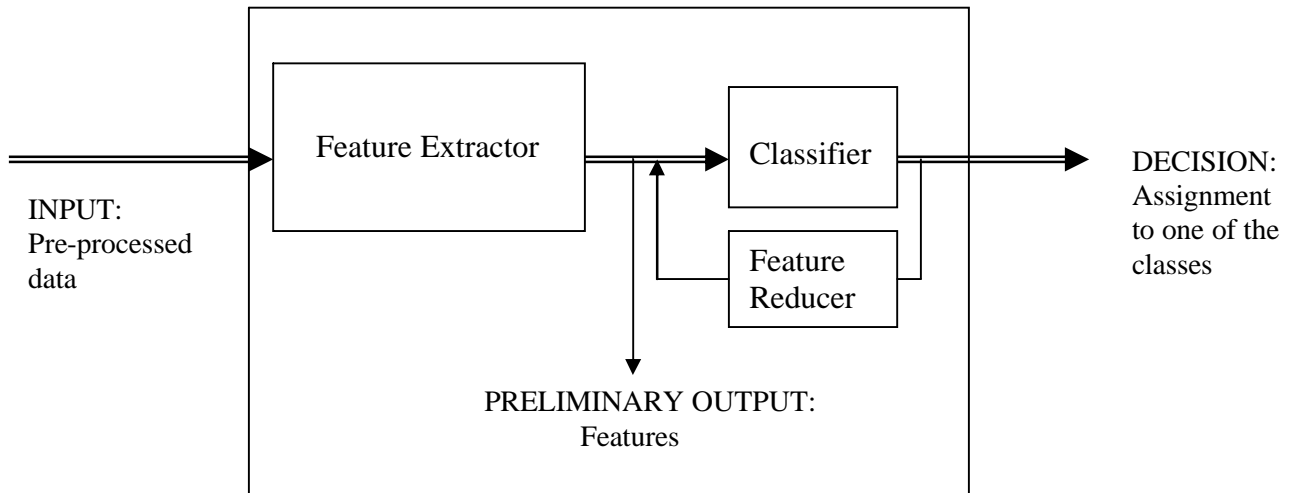 Feature Extractor
Classifier
DECISION:
Assignment
to one of the
classes
INPUT:
Pre-processed
data
Feature
Reducer
PRELIMINARY OUTPUT:
Features